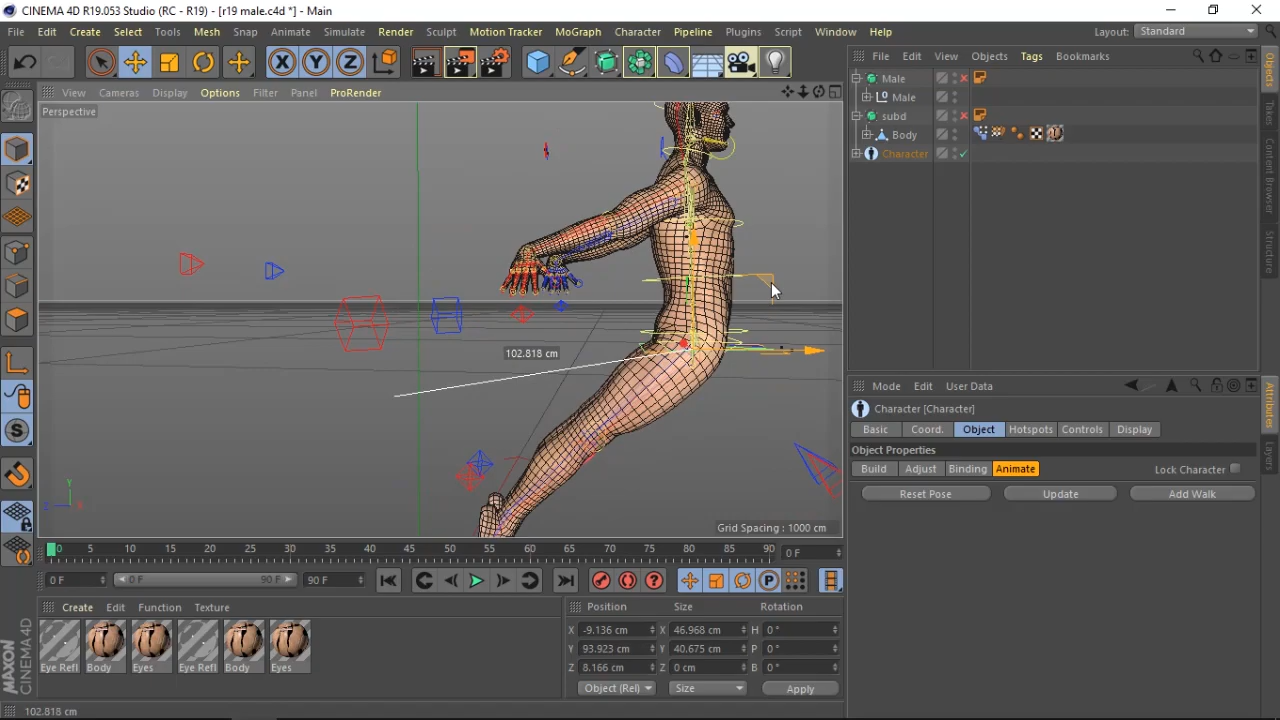 CINEMA 4D R19.053 Studio (RC - R19) - [r19 male.c4d *] - Main
File Edit Create Select Tools Mesh Snap Animate Simulate Render Sculpt Motion Tracker MoGraph Character Pipeline Plugins Script Window Help Layout: Standard
X Y Z
View Cameras Display Options Filter Panel ProRender
Perspective
102.818 cm
Y
Z X
Grid Spacing : 1000 cm
S
File Edit View Objects Tags Bookmarks
Male
Male
subd
Body
Character
Objects
Takes
Content Browser
Structure
Mode Edit User Data
Character [Character]
Basic Coord. Object Hotspots Controls Display
Object Properties
Build Adjust Binding Animate Lock Character
Reset Pose Update Add Walk
Attributes
Layers
0 5 10 15 20 25 30 35 40 45 50 55 60 65 70 75 80 85 90 0 F
0 F 0 F 90 F 90 F P
Create Edit Function Texture
Eye Refl Body Eyes Eye Refl Body Eyes
Position Size Rotation
X -9.136 cm X 46.968 cm H 0 °
Y 93.923 cm Y 40.675 cm P 0 °
Z 8.166 cm Z 0 cm B 0 °
Object (Rel) Size Apply
MAXON CINEMA 4D
102.818 cm